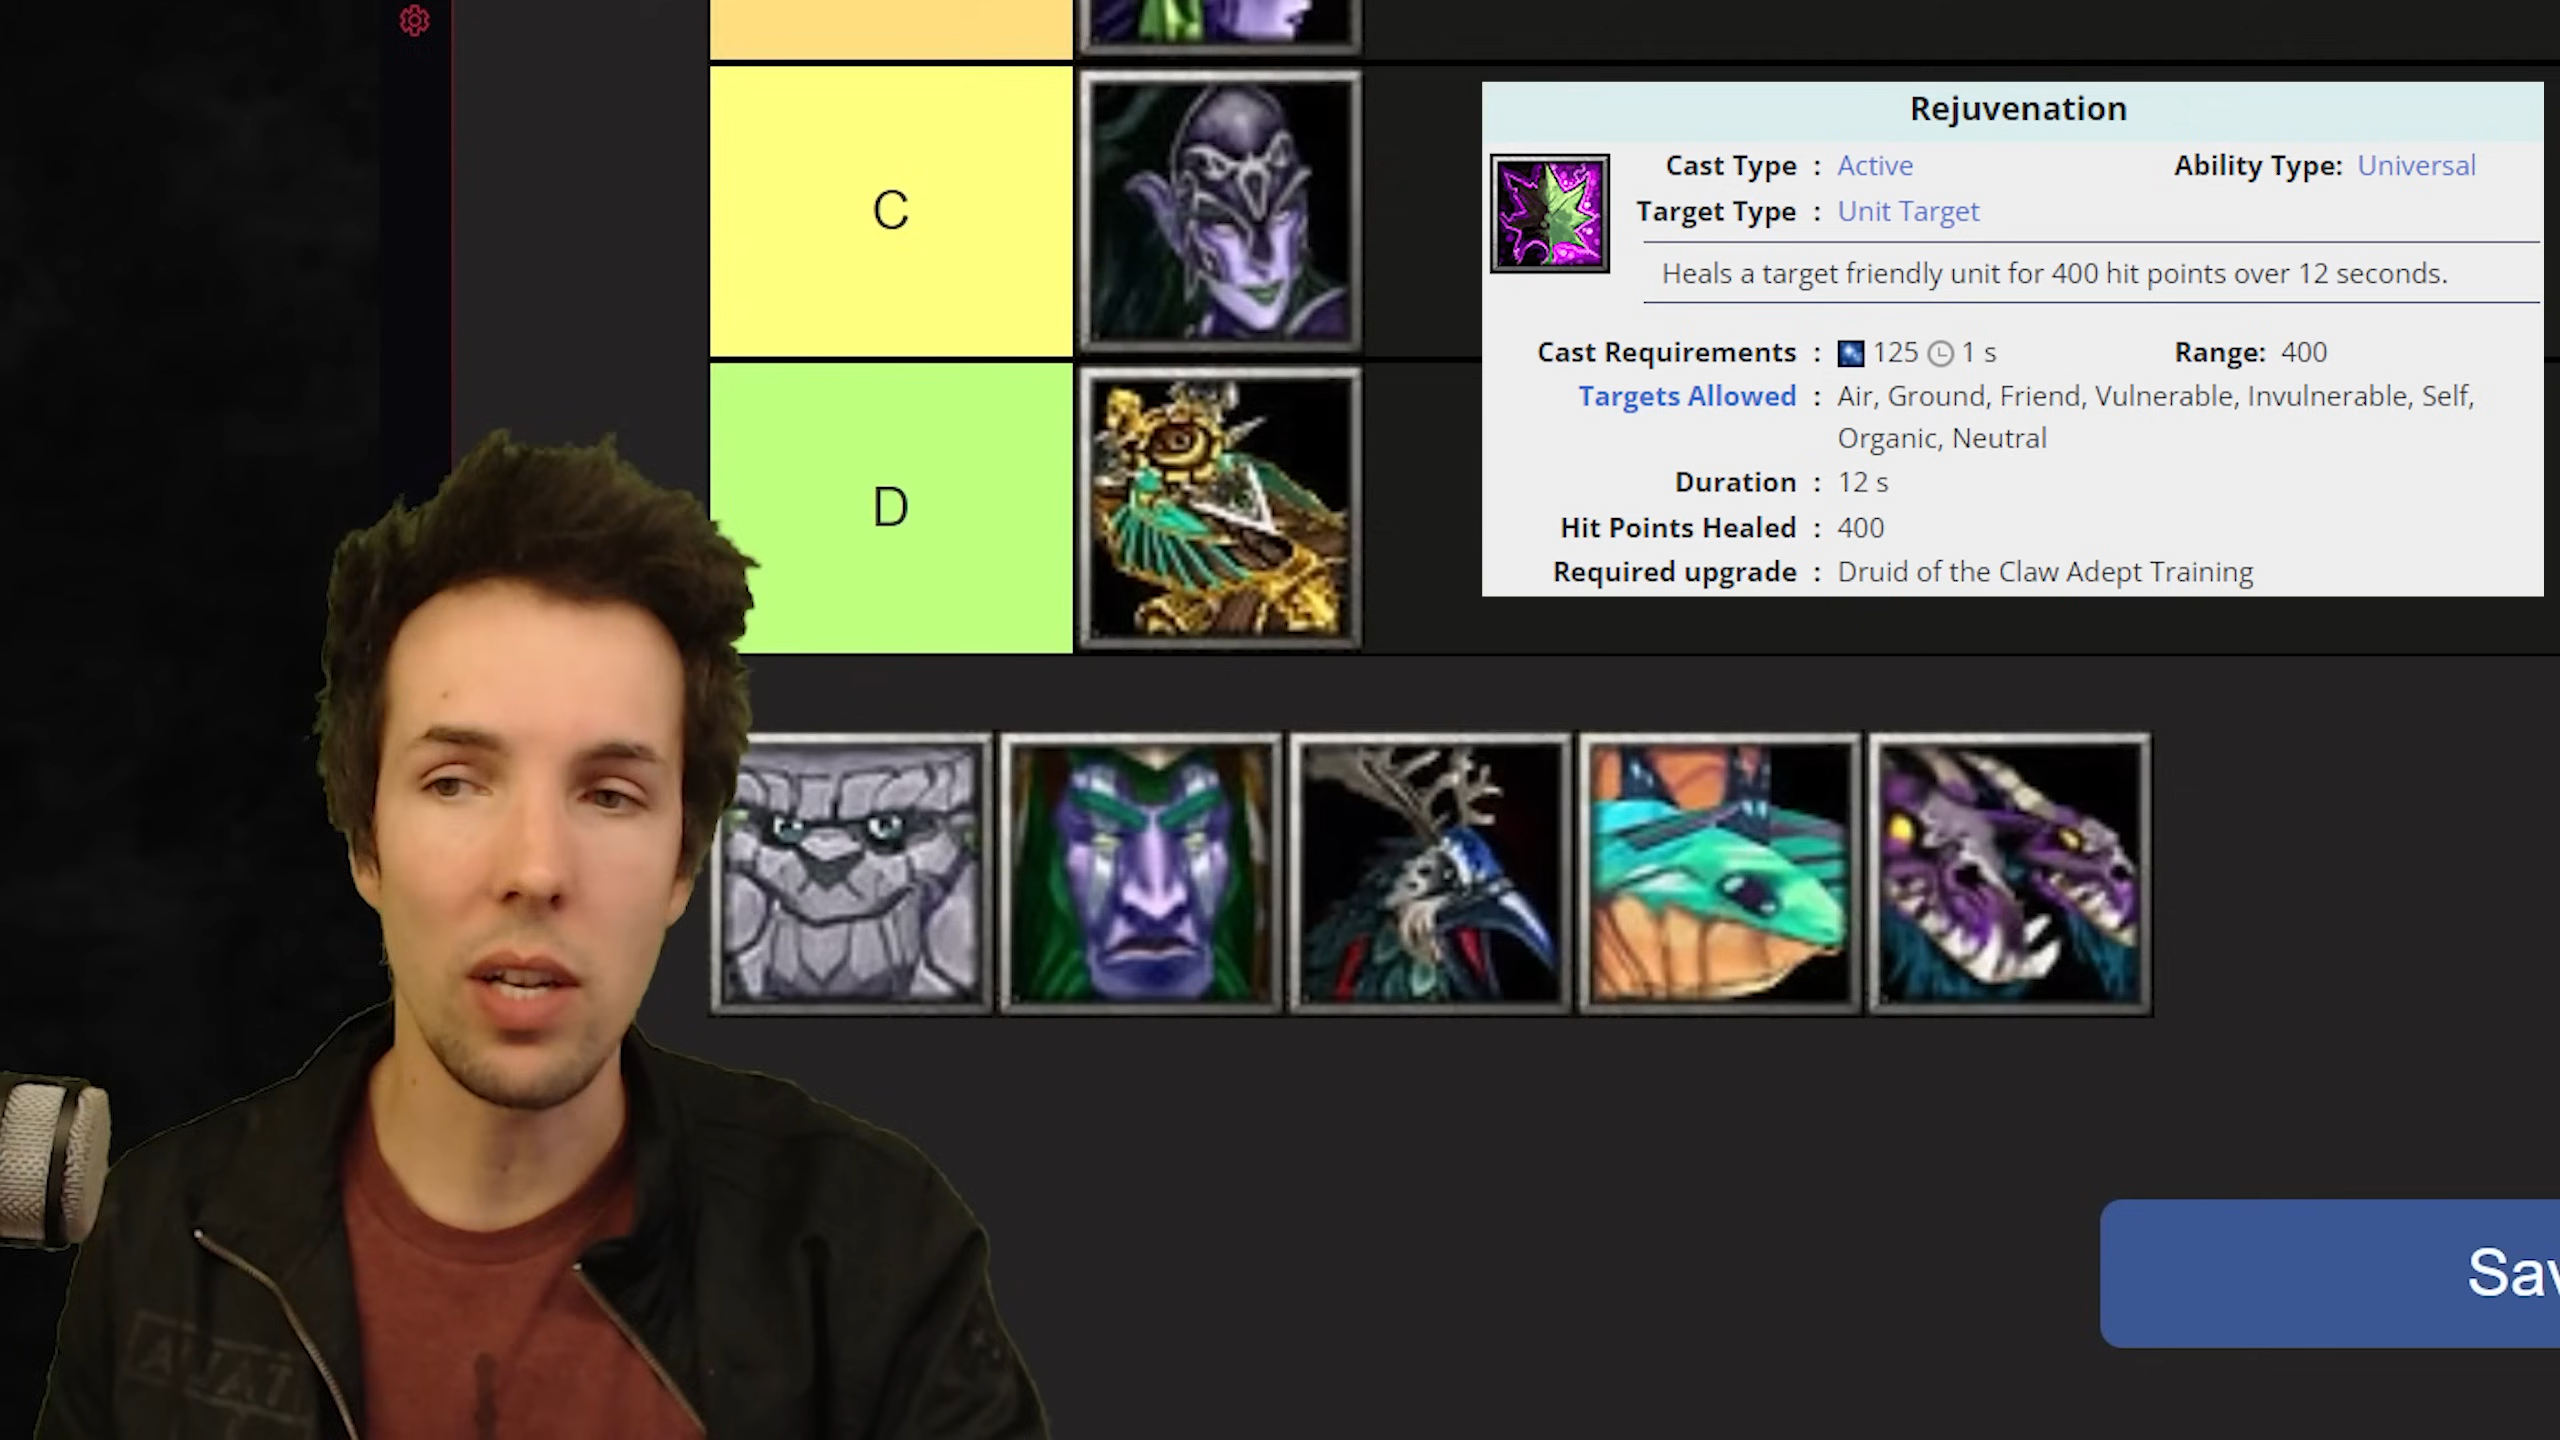 C
D
Rejuvenation
Cast Type : Active Ability Type: Universal
Target Type : Unit Target
Heals a target friendly unit for 400 hit points over 12 seconds.
Cast Requirements : 125 1 s Range: 400
Targets Allowed : Air, Ground, Friend, Vulnerable, Invulnerable, Self,
Organic, Neutral
Duration : 12 s
Hit Points Healed : 400
Required upgrade : Druid of the Claw Adept Training